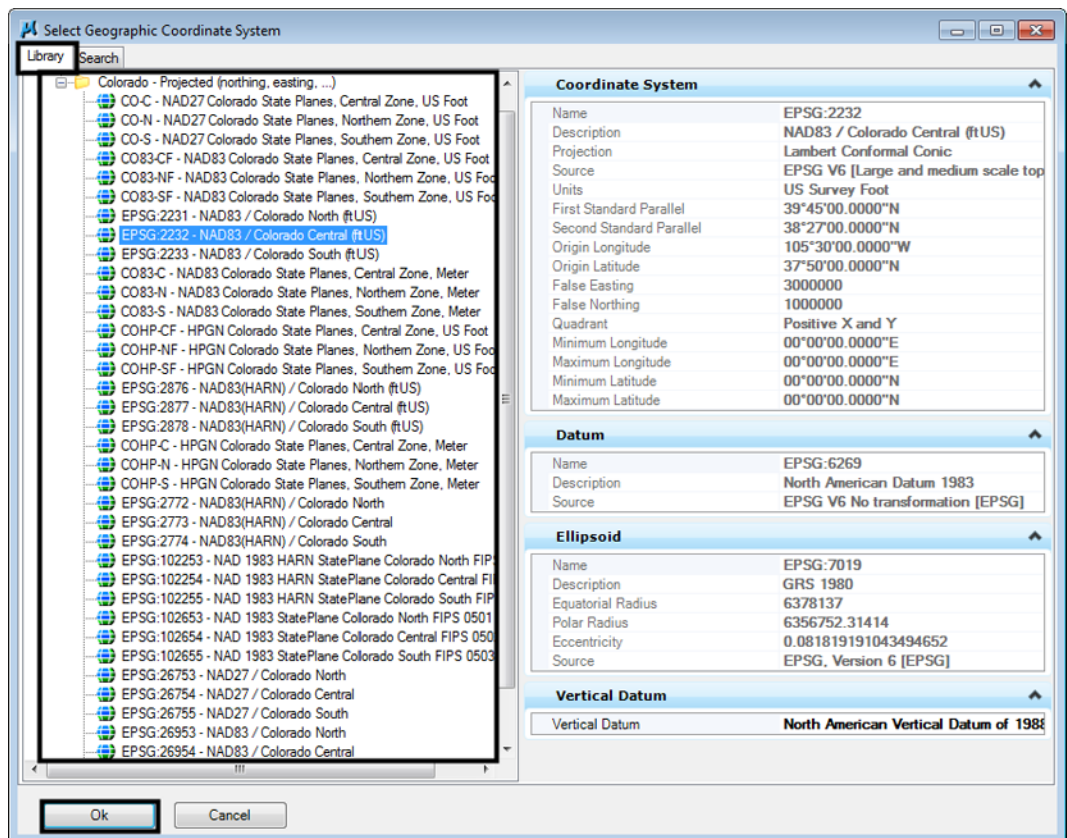 Select Geographic Coordinate System
Library
Search
Colorado - Projected (northing, easting, ...)
CO-C - NAD27 Colorado State Planes, Central Zone, US Foot
CO-N - NAD27 Colorado State Planes, Northern Zone, US Foot
CO-S - NAD27 Colorado State Planes, Southern Zone, US Foot
CO83-CF - NAD83 Colorado State Planes, Central Zone, US Foot
CO83-NF - NAD83 Colorado State Planes, Northern Zone, US Foo
CO83-SF - NAD83 Colorado State Planes, Southern Zone, US Foo
EPSG:2231 - NAD83 / Colorado North (ftUS)
EPSG:2232 - NAD83 / Colorado Central (ftUS)
EPSG:2233 - NAD83 / Colorado South (ftUS)
CO83-C - NAD83 Colorado State Planes, Central Zone, Meter
CO83-N - NAD83 Colorado State Planes, Northern Zone, Meter
CO83-S - NAD83 Colorado State Planes, Southern Zone, Meter
COHP-CF - HPGN Colorado State Planes, Central Zone, US Foot
COHP-NF - HPGN Colorado State Planes, Northern Zone, US Foo
COHP-SF - HPGN Colorado State Planes, Southern Zone, US Foo
EPSG:2876 - NAD83(HARN) / Colorado North (ftUS)
EPSG:2877 - NAD83(HARN) / Colorado Central (ftUS)
EPSG:2878 - NAD83(HARN) / Colorado South (ftUS)
COHP-C - HPGN Colorado State Planes, Central Zone, Meter
COHP-N - HPGN Colorado State Planes, Northern Zone, Meter
COHP-S - HPGN Colorado State Planes, Southern Zone, Meter
EPSG:2772 - NAD83(HARN) / Colorado North
EPSG:2773 - NAD83(HARN) / Colorado Central
EPSG:2774 - NAD83(HARN) / Colorado South
EPSG:102253 - NAD 1983 HARN StatePlane Colorado North FIP
EPSG:102254 - NAD 1983 HARN StatePlane Colorado Central FI
EPSG:102255 - NAD 1983 HARN StatePlane Colorado South FIP
EPSG:102653 - NAD 1983 StatePlane Colorado North FIPS 0501
EPSG:102654 - NAD 1983 StatePlane Colorado Central FIPS 050
EPSG:102655 - NAD 1983 StatePlane Colorado South FIPS 0503
EPSG:26753 - NAD27 / Colorado North
EPSG:26754 - NAD27 / Colorado Central
EPSG:26755 - NAD27 / Colorado South
EPSG:26953 - NAD83 / Colorado North
EPSG:26954 - NAD83 / Colorado Central
Coordinate System
Name EPSG:2232
Description NAD83 / Colorado Central (ftUS)
Projection Lambert Conformal Conic
Source EPSG V6 [Large and medium scale top
Units US Survey Foot
First Standard Parallel 39°45'00.0000"N
Second Standard Parallel 38°27'00.0000"N
Origin Longitude 105°30'00.0000"W
Origin Latitude 37°50'00.0000"N
False Easting 3000000
False Northing 1000000
Quadrant Positive X and Y
Minimum Longitude 00°00'00.0000"E
Maximum Longitude 00°00'00.0000"E
Minimum Latitude 00°00'00.0000"N
Maximum Latitude 00°00'00.0000"N
Datum
Name EPSG:6269
Description North American Datum 1983
Source EPSG V6 No transformation [EPSG]
Ellipsoid
Name EPSG:7019
Description GRS 1980
Equatorial Radius 6378137
Polar Radius 6356752.31414
Eccentricity 0.081819191043494652
Source EPSG, Version 6 [EPSG]
Vertical Datum
Vertical Datum North American Vertical Datum of 1988
Ok
Cancel